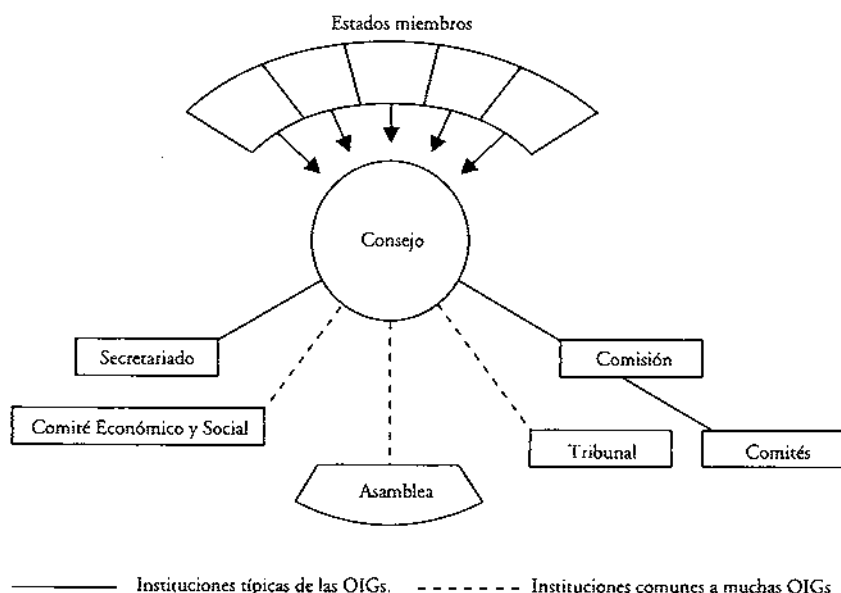 Estados miembros
Consejo
Secretariado
Comisión
Comité Económico y Social
Tribunal
Comités
Asamblea
Instituciones típicas de las OIGs.
Instituciones comunes a muchas OIGs